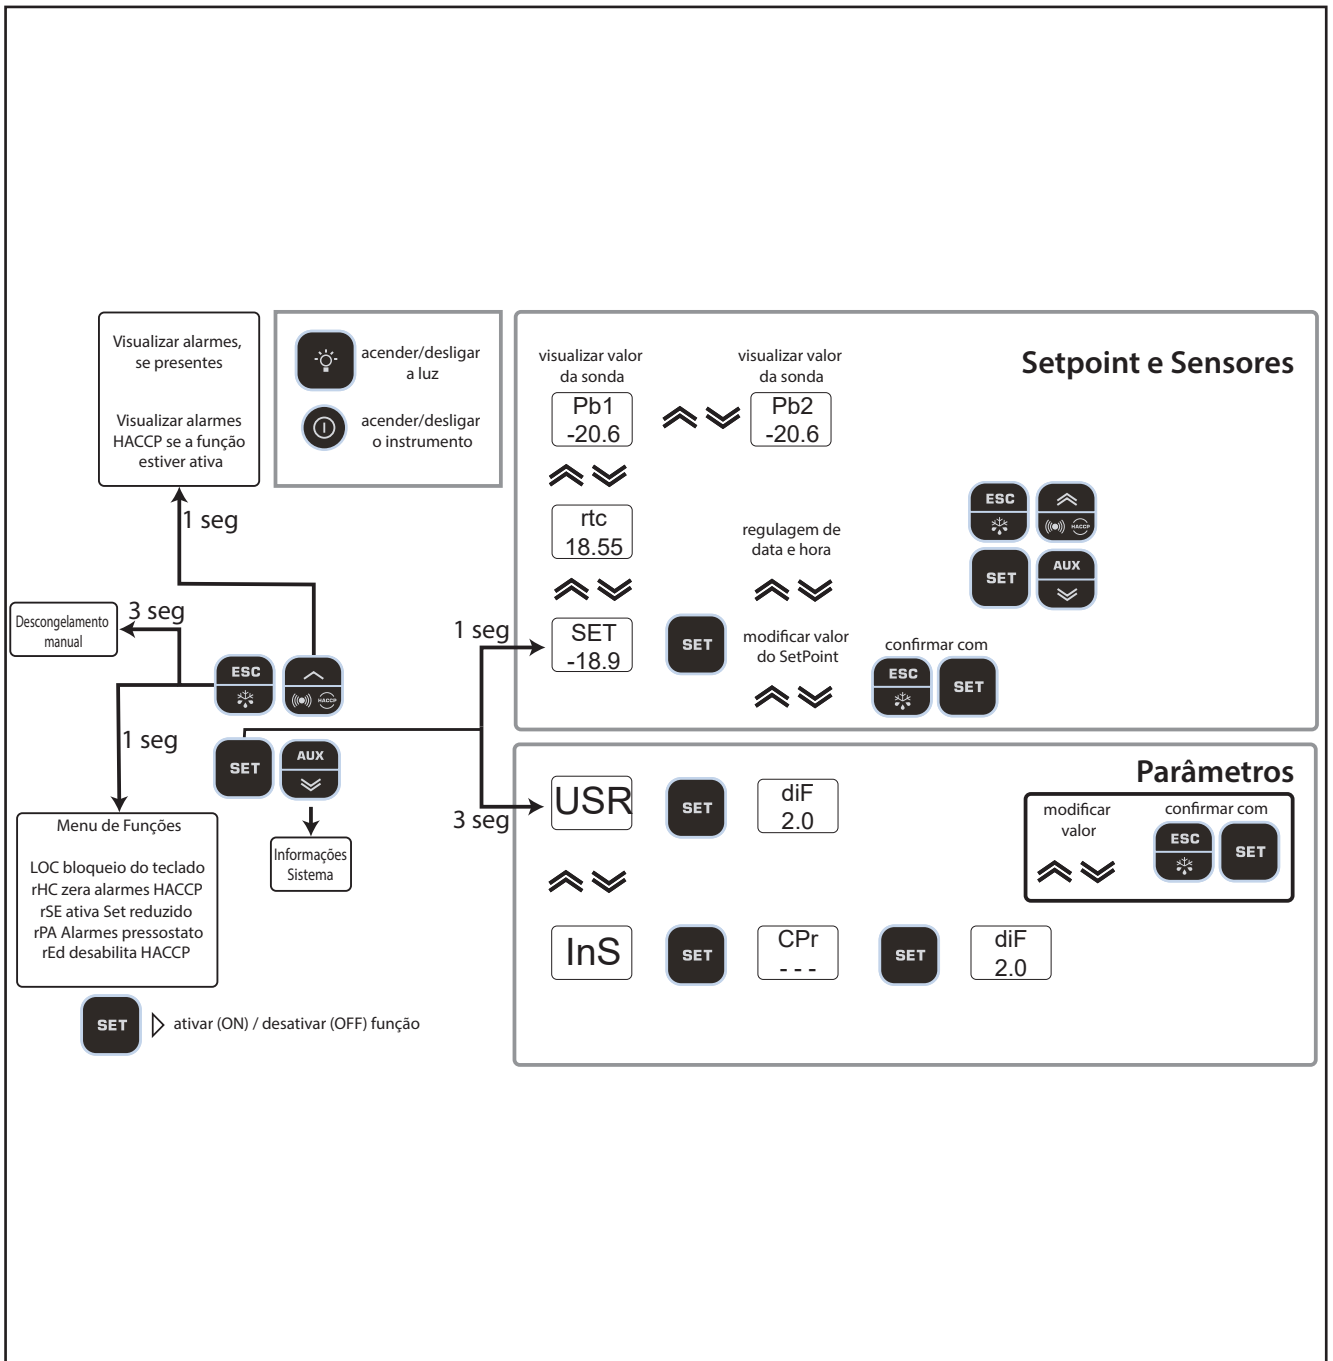 Visualizar alarmes,
se presentes
Visualizar alarmes
HACCP se a função
estiver ativa
acender/desligar
a luz
acender/desligar
o instrumento
1 seg
Descongelamento
manual
3 seg
ESC
HACCP
1 seg
SET
AUX
Menu de Funções
LOC bloqueio do teclado
rHC zera alarmes HACCP
rSE ativa Set reduzido
rPA Alarmes pressostato
rEd desabilita HACCP
Informações
Sistema
SET
ativar (ON) / desativar (OFF) função
Setpoint e Sensores
visualizar valor
da sonda
Pb1
-20.6
visualizar valor
da sonda
Pb2
-20.6
rtc
18.55
regulagem de
data e hora
ESC
HACCP
SET
AUX
1 seg
SET
-18.9
SET
modificar valor
do SetPoint
confirmar com
ESC
SET
Parâmetros
3 seg
USR
SET
diF
2.0
modificar
valor
confirmar com
ESC
SET
InS
SET
CPr
- - -
SET
diF
2.0